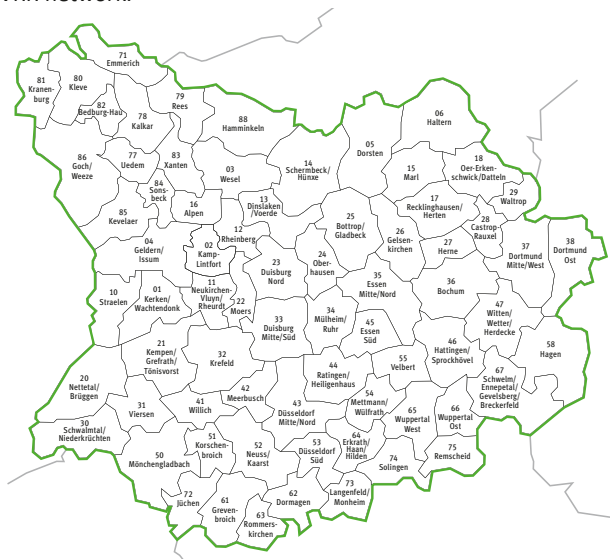 VRR network.
71
Emmerich
81
Kranen-
burg
80
Kleve
79
Rees
82
Bedburg-Hau
78
Kalkar
88
Hamminkeln
06
Haltern
05
Dorsten
86
Goch/
Weeze
77
Uedem
83
Xanten
03
Wesel
14
Schermbeck/
Hünxe
15
Marl
18
Oer-Erken-
schwick/Datteln
84
Sons-
beck
29
Waltrop
85
Kevelaer
16
Alpen
13
Dinslaken
/Voerde
17
Recklinghausen/
Herten
25
Bottrop/
Gladbeck
28
Castrop-
Rauxel
12
Rheinberg
26
Gelsen-
kirchen
04
Geldern/
Issum
02
Kamp-
Lintfort
27
Herne
37
Dortmund
Mitte/West
38
Dortmund
Ost
23
Duisburg
Nord
24
Ober-
hausen
35
Essen
Mitte/Nord
36
Bochum
10
Straelen
01
Kerken/
Wachtendonk
11
Neukirchen-
Vluyn/
Rheurdt
22
Moers
47
Witten/
Wetter/
Herdecke
33
Duisburg
Mitte/Süd
34
Mülheim/
Ruhr
45
Essen
Süd
21
Kempen/
Grefrath/
Tönisvorst
32
Krefeld
46
Hattingen/
Sprockhövel
58
Hagen
44
Ratingen/
Heiligenhaus
55
Velbert
67
Schwelm/
Ennepetal/
Gevelsberg/
Breckerfeld
20
Nettetal/
Brüggen
31
Viersen
41
Willich
42
Meerbusch
43
Düsseldorf
Mitte/Nord
54
Mettmann/
Wülfrath
65
Wuppertal
West
66
Wuppertal
Ost
30
Schwalmtal/
Niederkrüchten
50
Mönchengladbach
51
Korschen-
broich
52
Neuss/
Kaarst
53
Düsseldorf
Süd
64
Erkrath/
Haan/
Hilden
74
Solingen
75
Remscheid
72
Jüchen
61
Greven-
broich
62
Dormagen
73
Langenfeld/
Monheim
63
Rommers-
kirchen